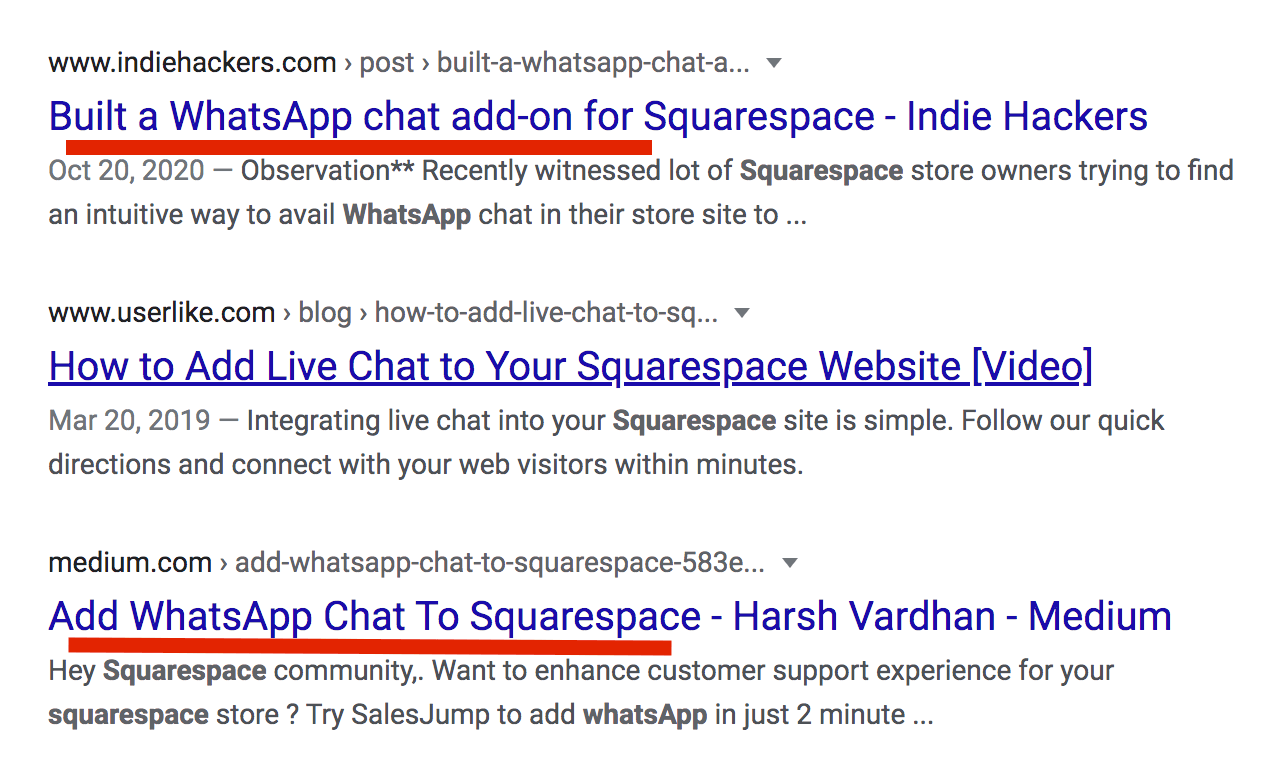 www.indiehackers.com › post › built-a-whatsapp-chat-a...
Built a WhatsApp chat add-on for Squarespace - Indie Hackers
Oct 20, 2020 — Observation** Recently witnessed lot of Squarespace store owners trying to find
an intuitive way to avail WhatsApp chat in their store site to ...
www.userlike.com › blog › how-to-add-live-chat-to-sq...
How to Add Live Chat to Your Squarespace Website [Video]
Mar 20, 2019 — Integrating live chat into your Squarespace site is simple. Follow our quick
directions and connect with your web visitors within minutes.
medium.com › add-whatsapp-chat-to-squarespace-583e...
Add WhatsApp Chat To Squarespace - Harsh Vardhan - Medium
Hey Squarespace community,. Want to enhance customer support experience for your
squarespace store ? Try SalesJump to add whatsApp in just 2 minute ...